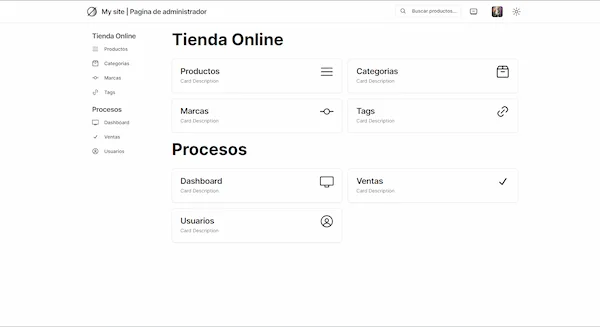 My site | Pagina de administrador
Buscar productos...
Tienda Online
Productos
Categorias
Marcas
Tags
Procesos
Dashboard
Ventas
Usuarios
Tienda Online
Productos
Card Description
Categorias
Card Description
Marcas
Card Description
Tags
Card Description
Procesos
Dashboard
Card Description
Ventas
Card Description
Usuarios
Card Description